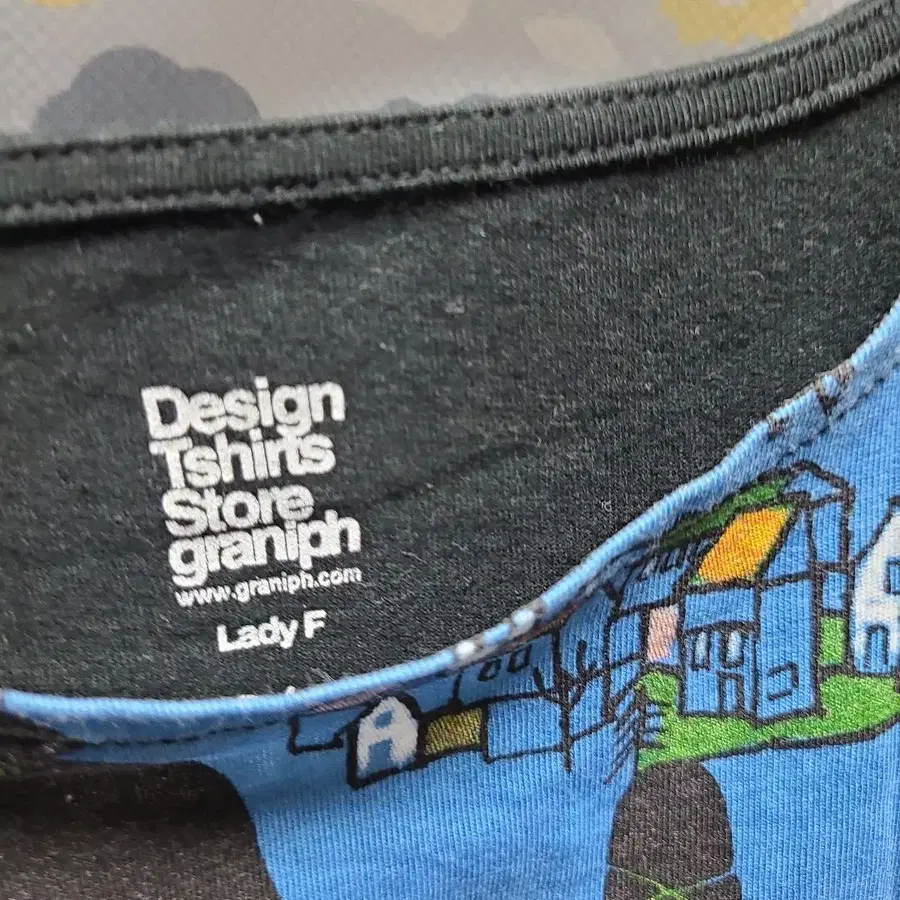 Design
Tshirts
Store
graniph
www.graniph.com
Lady F